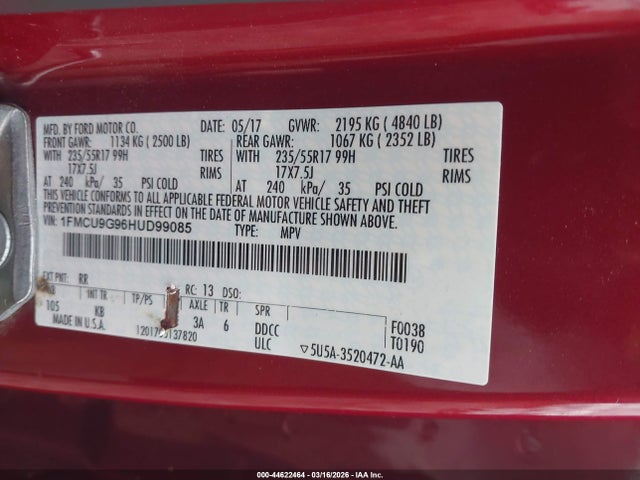 MFD. BY FORD MOTOR CO. DATE: 05/17 GVWR: 2195 KG ( 4840 LB)
FRONT GAWR: 1134 KG ( 2500 LB) REAR GAWR: 1067 KG ( 2352 LB)
WITH 235/55R17 99H TIRES WITH 235/55R17 99H TIRES
17X7.5J RIMS 17X7.5J RIMS
AT 240 kPa/ 35 PSI COLD AT 240 kPa/ 35 PSI COLD
THIS VEHICLE CONFORMS TO ALL APPLICABLE FEDERAL MOTOR VEHICLE SAFETY AND THEFT
PREVENTION STANDARDS IN EFFECT ON THE DATE OF MANUFACTURE SHOWN ABOVE.
VIN: 1FMCU9G96HUD99085 TYPE: MPV
EXT PNT: RR RC: 13 DSO:
INT TR TP/PS AXLE TR SPR
105 KB 3A 6 DDCC F0038
MADE IN U.S.A. ULC T0190
▽5U5A-3520472-AA
000-44622464 - 03/16/2026 - IAA Inc.